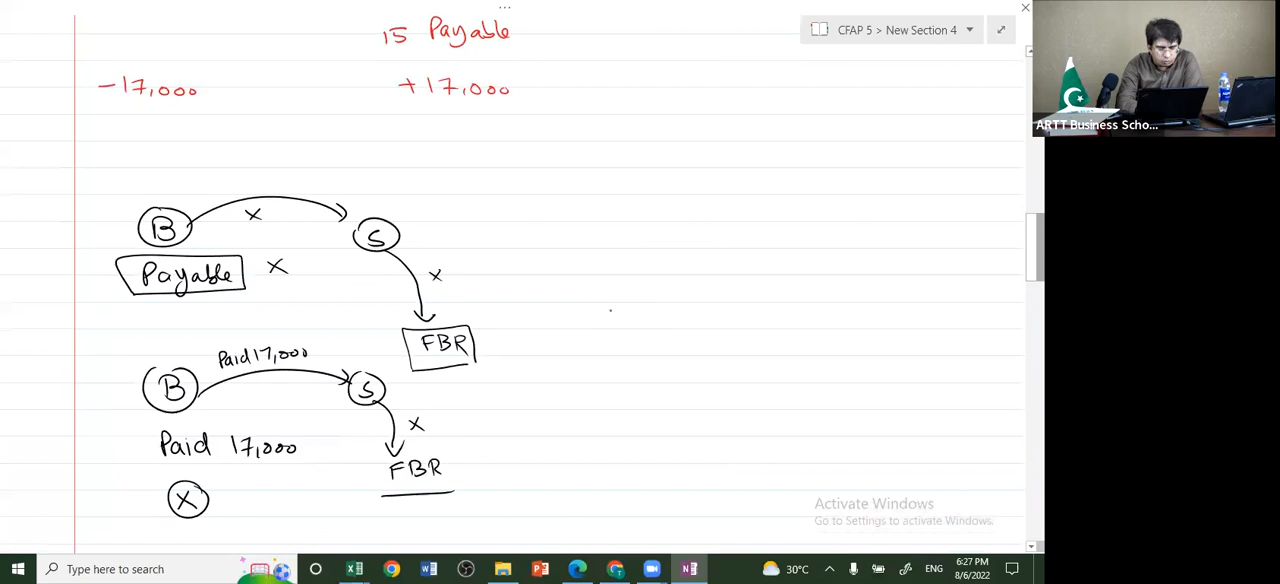 ...
CFAP 5 > New Section 4
15 Payable
-17,000 +17,000
ARTT Business Scho...
B x S
Payable x x
FBR
Paid 17,000
B S
x
Paid 17,000
FBR
X
Activate Windows
Go to Settings to activate Windows.
Type here to search
30°C ENG 6:27 PM
8/6/2022